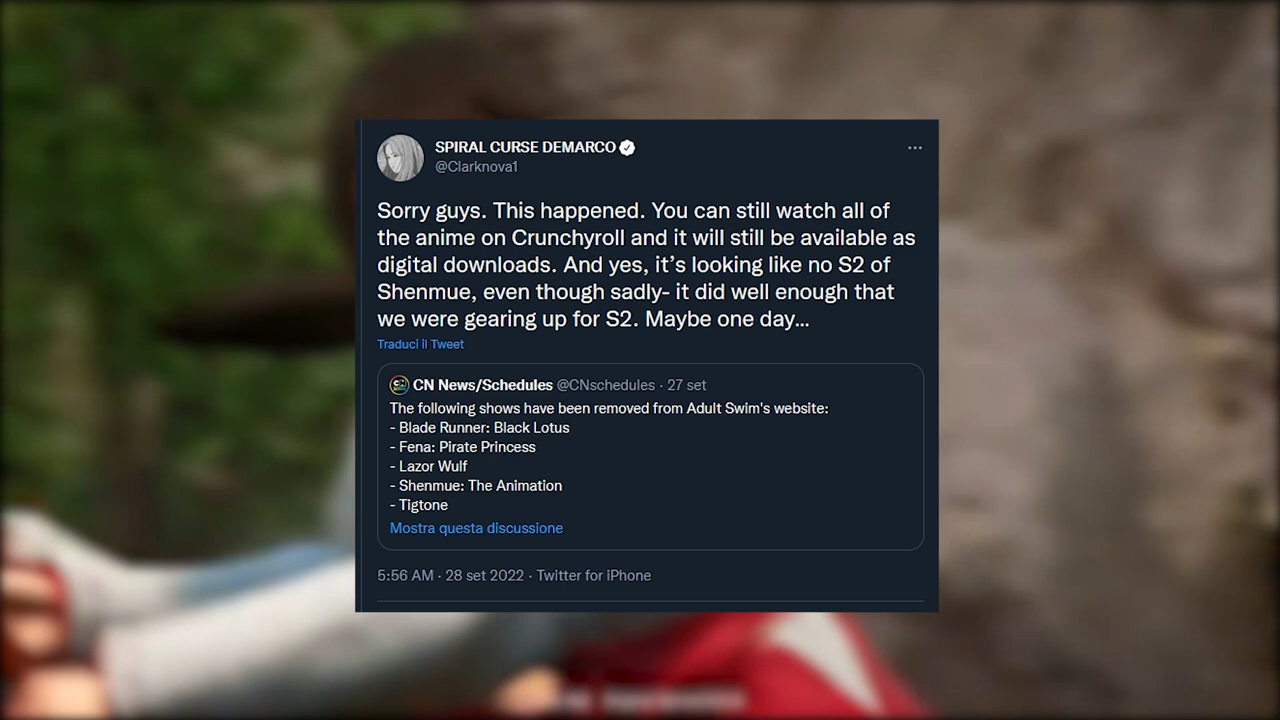 SPIRAL CURSE DEMARCO
@Clarknova1
Sorry guys. This happened. You can still watch all of
the anime on Crunchyroll and it will still be available as
digital downloads. And yes, it’s looking like no S2 of
Shenmue, even though sadly- it did well enough that
we were gearing up for S2. Maybe one day...
Traduci il Tweet
CN News/Schedules @CNschedules · 27 set
The following shows have been removed from Adult Swim's website:
- Blade Runner: Black Lotus
- Fena: Pirate Princess
- Lazor Wulf
- Shenmue: The Animation
- Tigtone
Mostra questa discussione
5:56 AM · 28 set 2022 · Twitter for iPhone